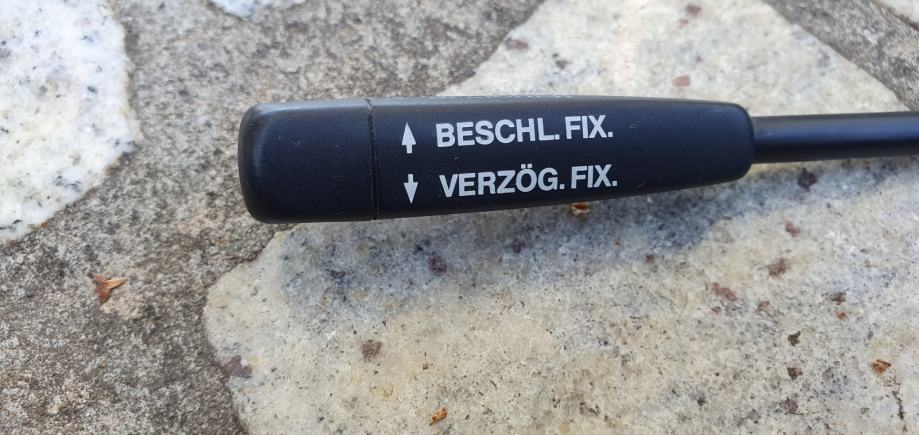 ↑ BESCHL. FIX.
↓ VERZÖG. FIX.